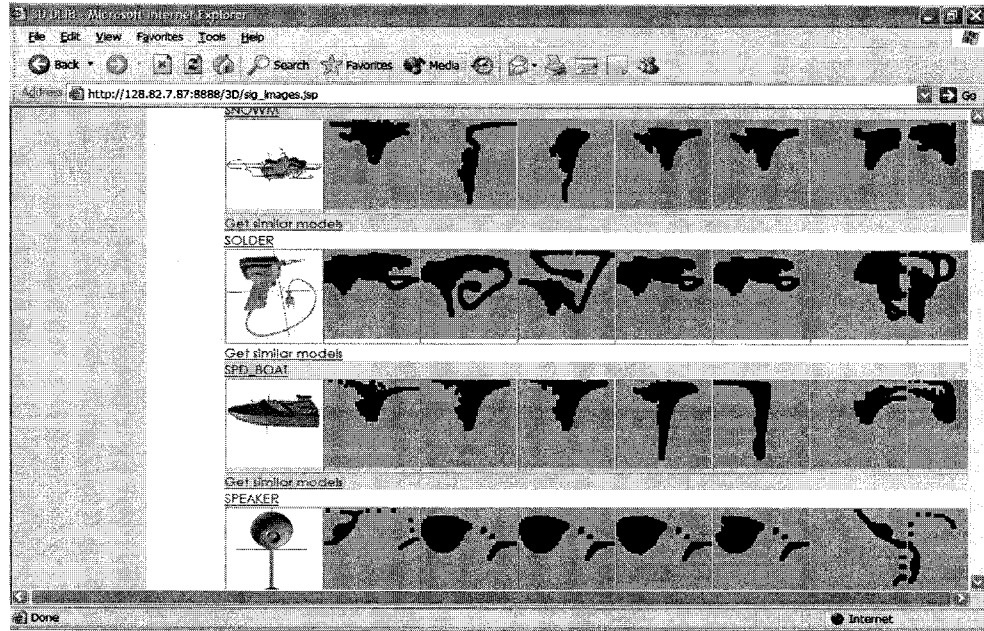 3D DLIB - Microsoft Internet Explorer
File Edit View Favorites Tools Help
Back Search Favorites Media
Address http://128.82.7.87:8888/3D/sig_images.jsp Go
SNOWM
Get similar models
SOLDER
Get similar models
SPD_BOAT
Get similar models
SPEAKER
Done Internet